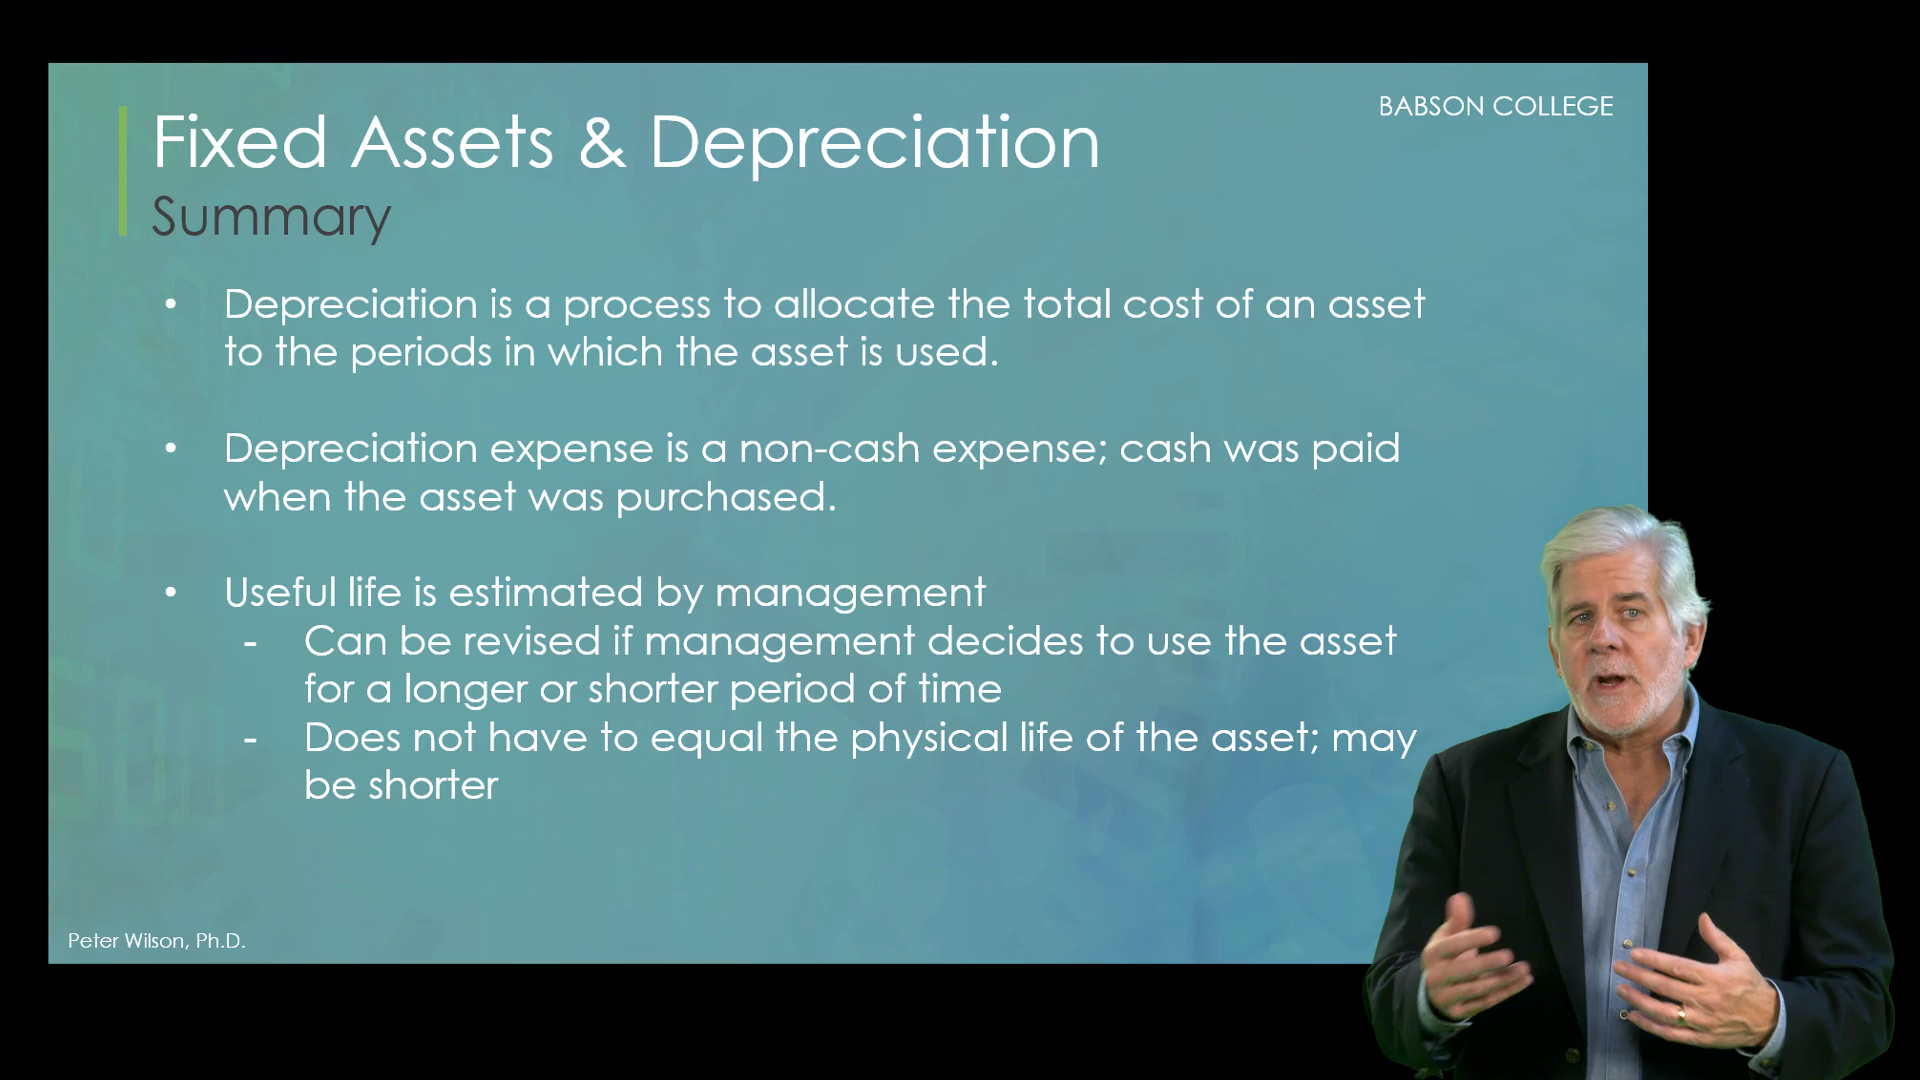 BABSON COLLEGE
Fixed Assets & Depreciation
Summary
• Depreciation is a process to allocate the total cost of an asset
to the periods in which the asset is used.
• Depreciation expense is a non-cash expense; cash was paid
when the asset was purchased.
• Useful life is estimated by management
- Can be revised if management decides to use the asset
for a longer or shorter period of time
- Does not have to equal the physical life of the asset; may
be shorter
Peter Wilson, Ph.D.